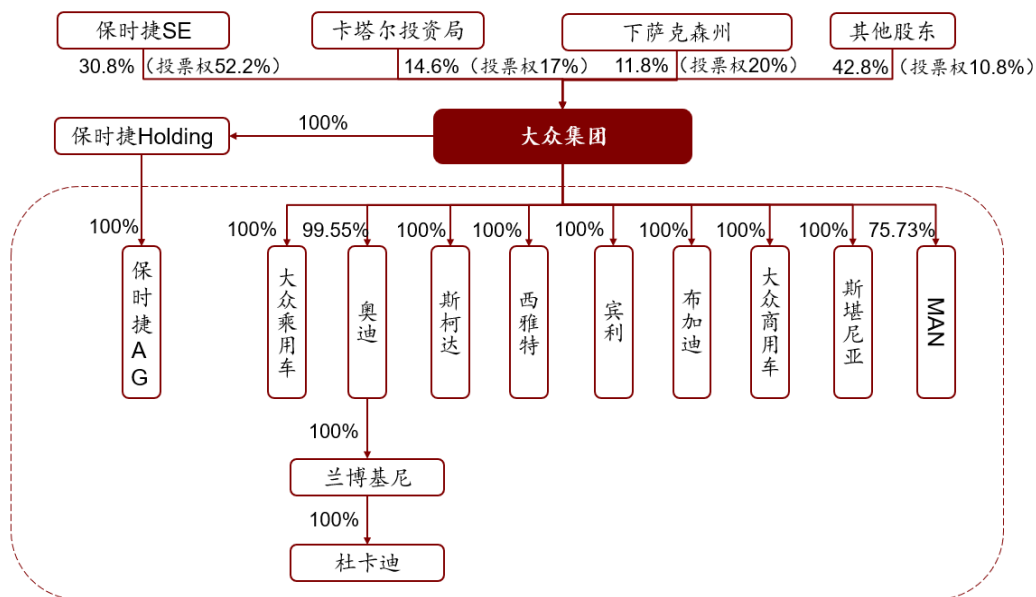 保时捷SE
卡塔尔投资局
下萨克森州
其他股东
30.8%（投票权52.2%）
14.6%（投票权17%）
11.8%（投票权20%）
42.8%（投票权10.8%）
保时捷Holding
100%
大众集团
100%
100%
99.55%
100%
100%
100%
100%
100%
100%
75.73%
保时捷AG
大众乘用车
奥迪
斯柯达
西雅特
宾利
布加迪
大众商用车
斯堪尼亚
MAN
100%
兰博基尼
100%
杜卡迪